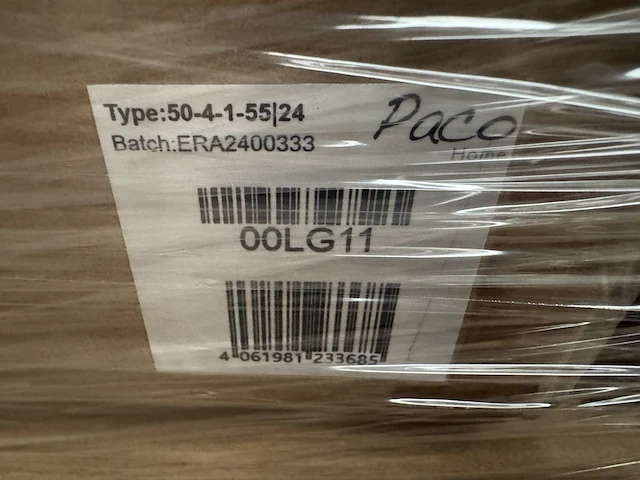 Type:50-4-1-55|24
Batch:ERA2400333
Paco
Home
00LG11
4 061981 233685